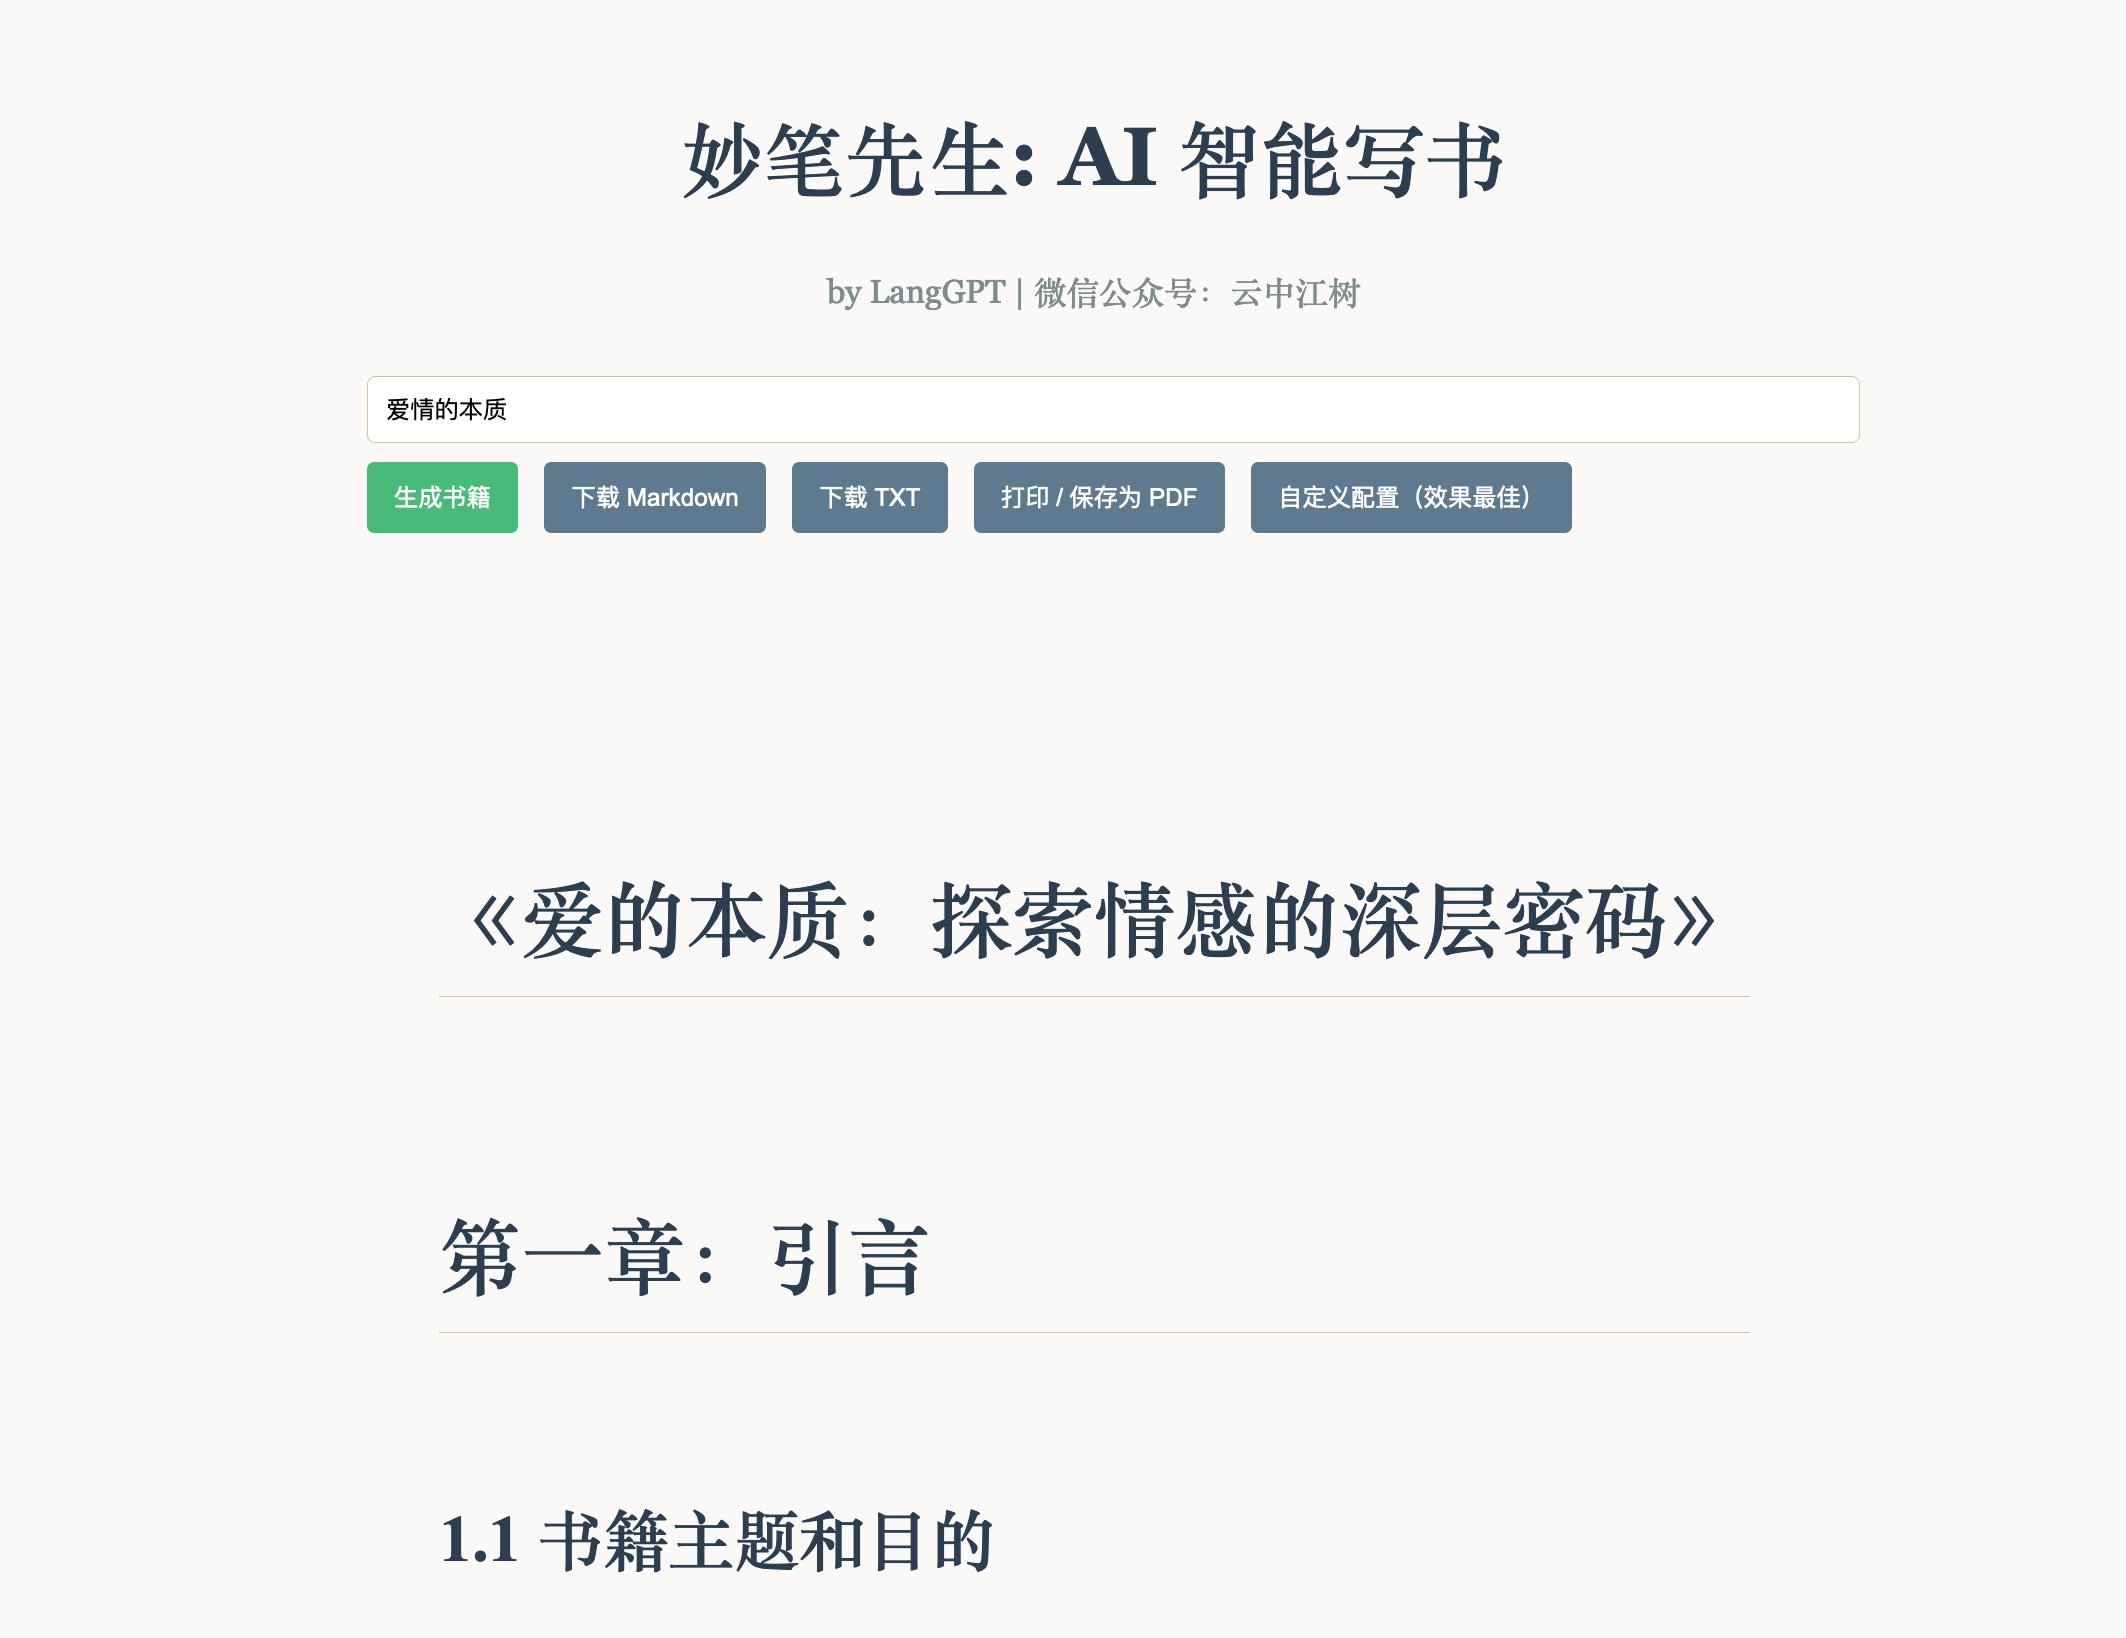 妙笔先生: AI 智能写书
by LangGPT | 微信公众号：云中江树
爱情的本质
生成书籍 下载 Markdown 下载 TXT 打印 / 保存为 PDF 自定义配置（效果最佳）
《爱的本质：探索情感的深层密码》
第一章：引言
1.1 书籍主题和目的